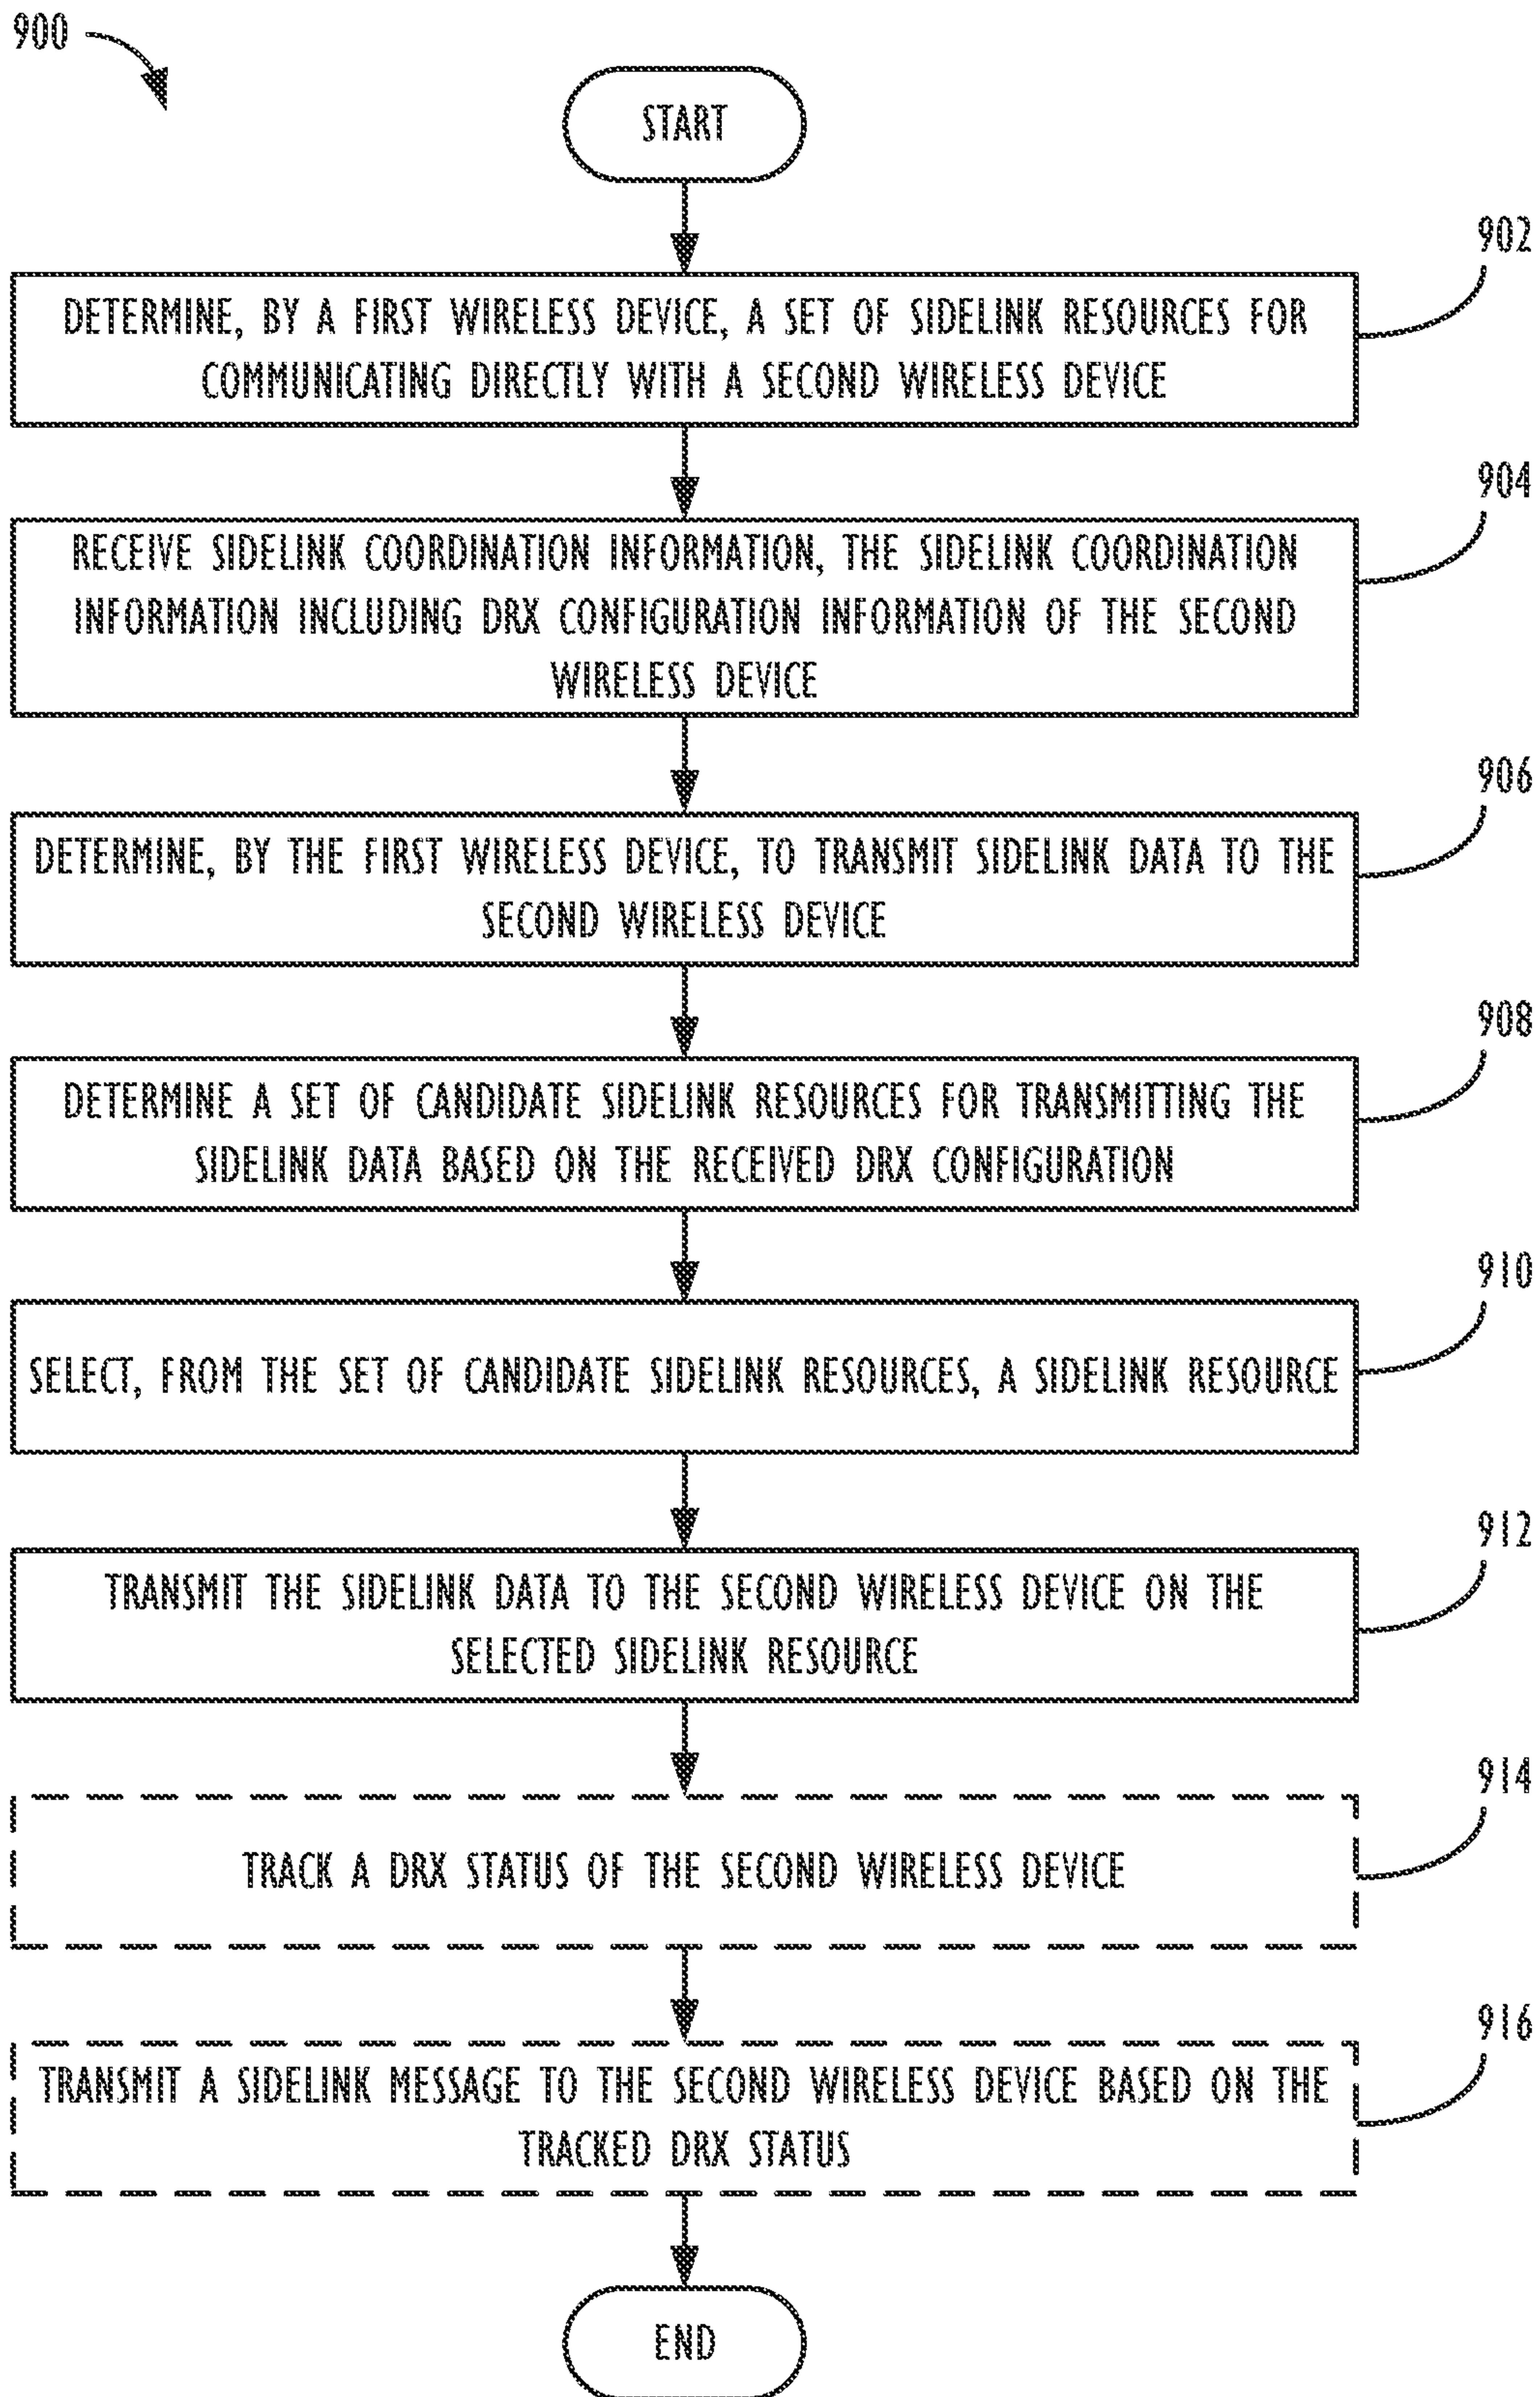 900
START
902
DETERMINE, BY A FIRST WIRELESS DEVICE, A SET OF SIDELINK RESOURCES FOR
COMMUNICATING DIRECTLY WITH A SECOND WIRELESS DEVICE
904
RECEIVE SIDELINK COORDINATION INFORMATION, THE SIDELINK COORDINATION
INFORMATION INCLUDING DRX CONFIGURATION INFORMATION OF THE SECOND
WIRELESS DEVICE
906
DETERMINE, BY THE FIRST WIRELESS DEVICE, TO TRANSMIT SIDELINK DATA TO THE
SECOND WIRELESS DEVICE
908
DETERMINE A SET OF CANDIDATE SIDELINK RESOURCES FOR TRANSMITTING THE
SIDELINK DATA BASED ON THE RECEIVED DRX CONFIGURATION
910
SELECT, FROM THE SET OF CANDIDATE SIDELINK RESOURCES, A SIDELINK RESOURCE
912
TRANSMIT THE SIDELINK DATA TO THE SECOND WIRELESS DEVICE ON THE
SELECTED SIDELINK RESOURCE
914
TRACK A DRX STATUS OF THE SECOND WIRELESS DEVICE
916
TRANSMIT A SIDELINK MESSAGE TO THE SECOND WIRELESS DEVICE BASED ON THE
TRACKED DRX STATUS
END